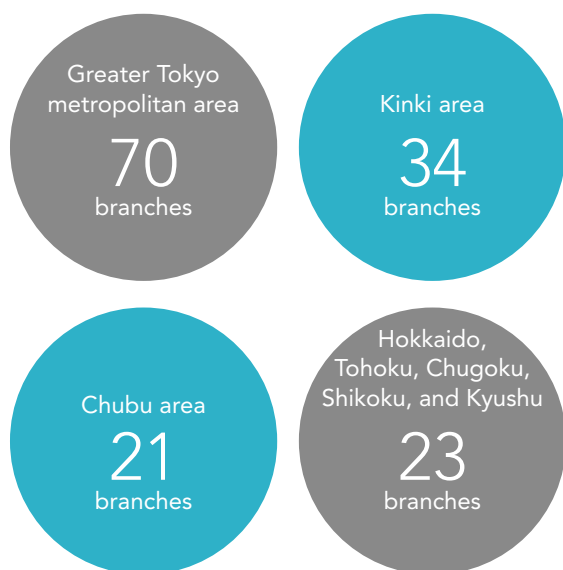 Greater Tokyo
metropolitan area
70
branches
Kinki area
34
branches
Chubu area
21
branches
Hokkaido,
Tohoku, Chugoku,
Shikoku, and Kyushu
23
branches